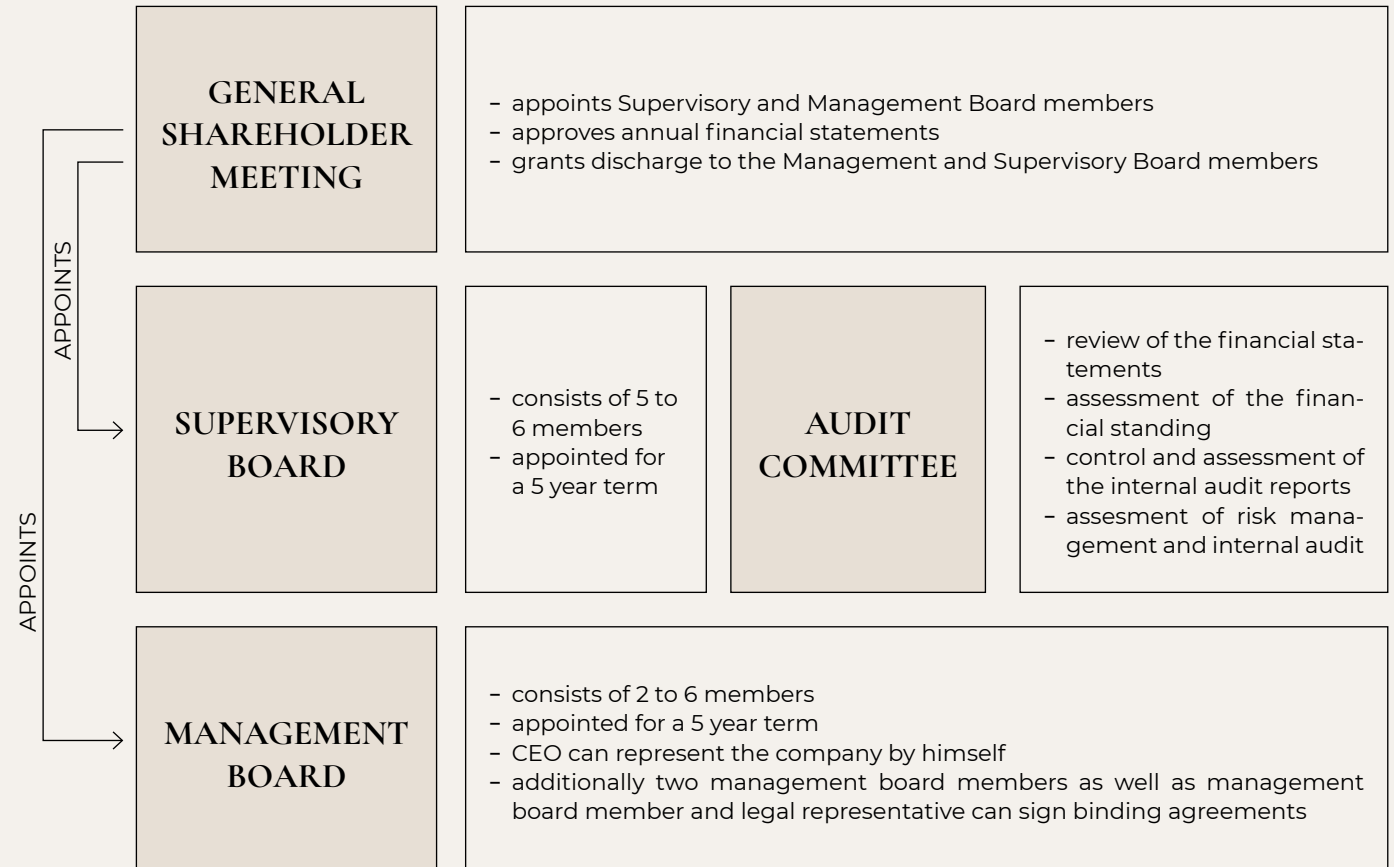 GENERAL
SHAREHOLDER
MEETING
– appoints Supervisory and Management Board members
– approves annual financial statements
– grants discharge to the Management and Supervisory Board members
APPOINTS
APPOINTS
SUPERVISORY
BOARD
– consists of 5 to
6 members
– appointed for
a 5 year term
AUDIT
COMMITTEE
– review of the financial sta-
tements
– assessment of the finan-
cial standing
– control and assessment of
the internal audit reports
– assesment of risk mana-
gement and internal audit
MANAGEMENT
BOARD
– consists of 2 to 6 members
– appointed for a 5 year term
– CEO can represent the company by himself
– additionally two management board members as well as management
board member and legal representative can sign binding agreements